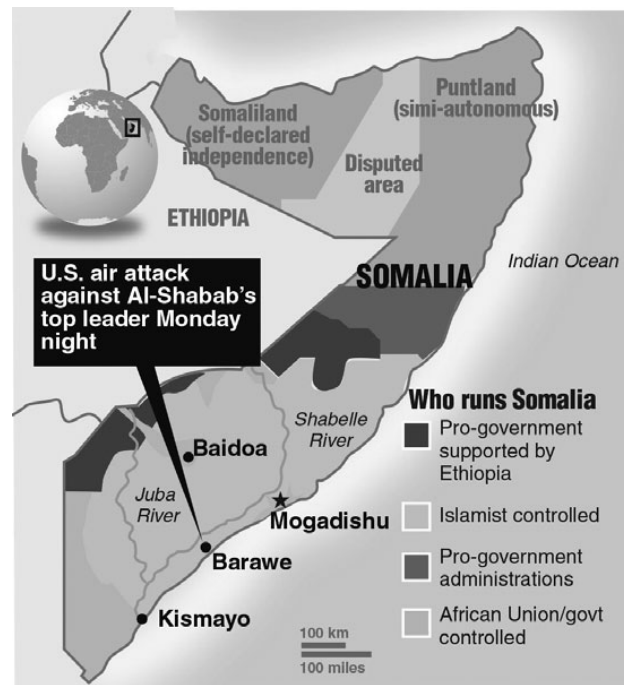 Somaliland
(self-declared
independence)
Puntland
(simi-autonomous)
Disputed
area
ETHIOPIA
SOMALIA
Indian Ocean
U.S. air attack
against Al-Shabab’s
top leader Monday
night
Shabelle
River
Baidoa
Juba
River
Mogadishu
Barawe
Kismayo
Who runs Somalia
Pro-government
supported by
Ethiopia
Islamist controlled
Pro-government
administrations
African Union/govt
controlled
100 km
100 miles